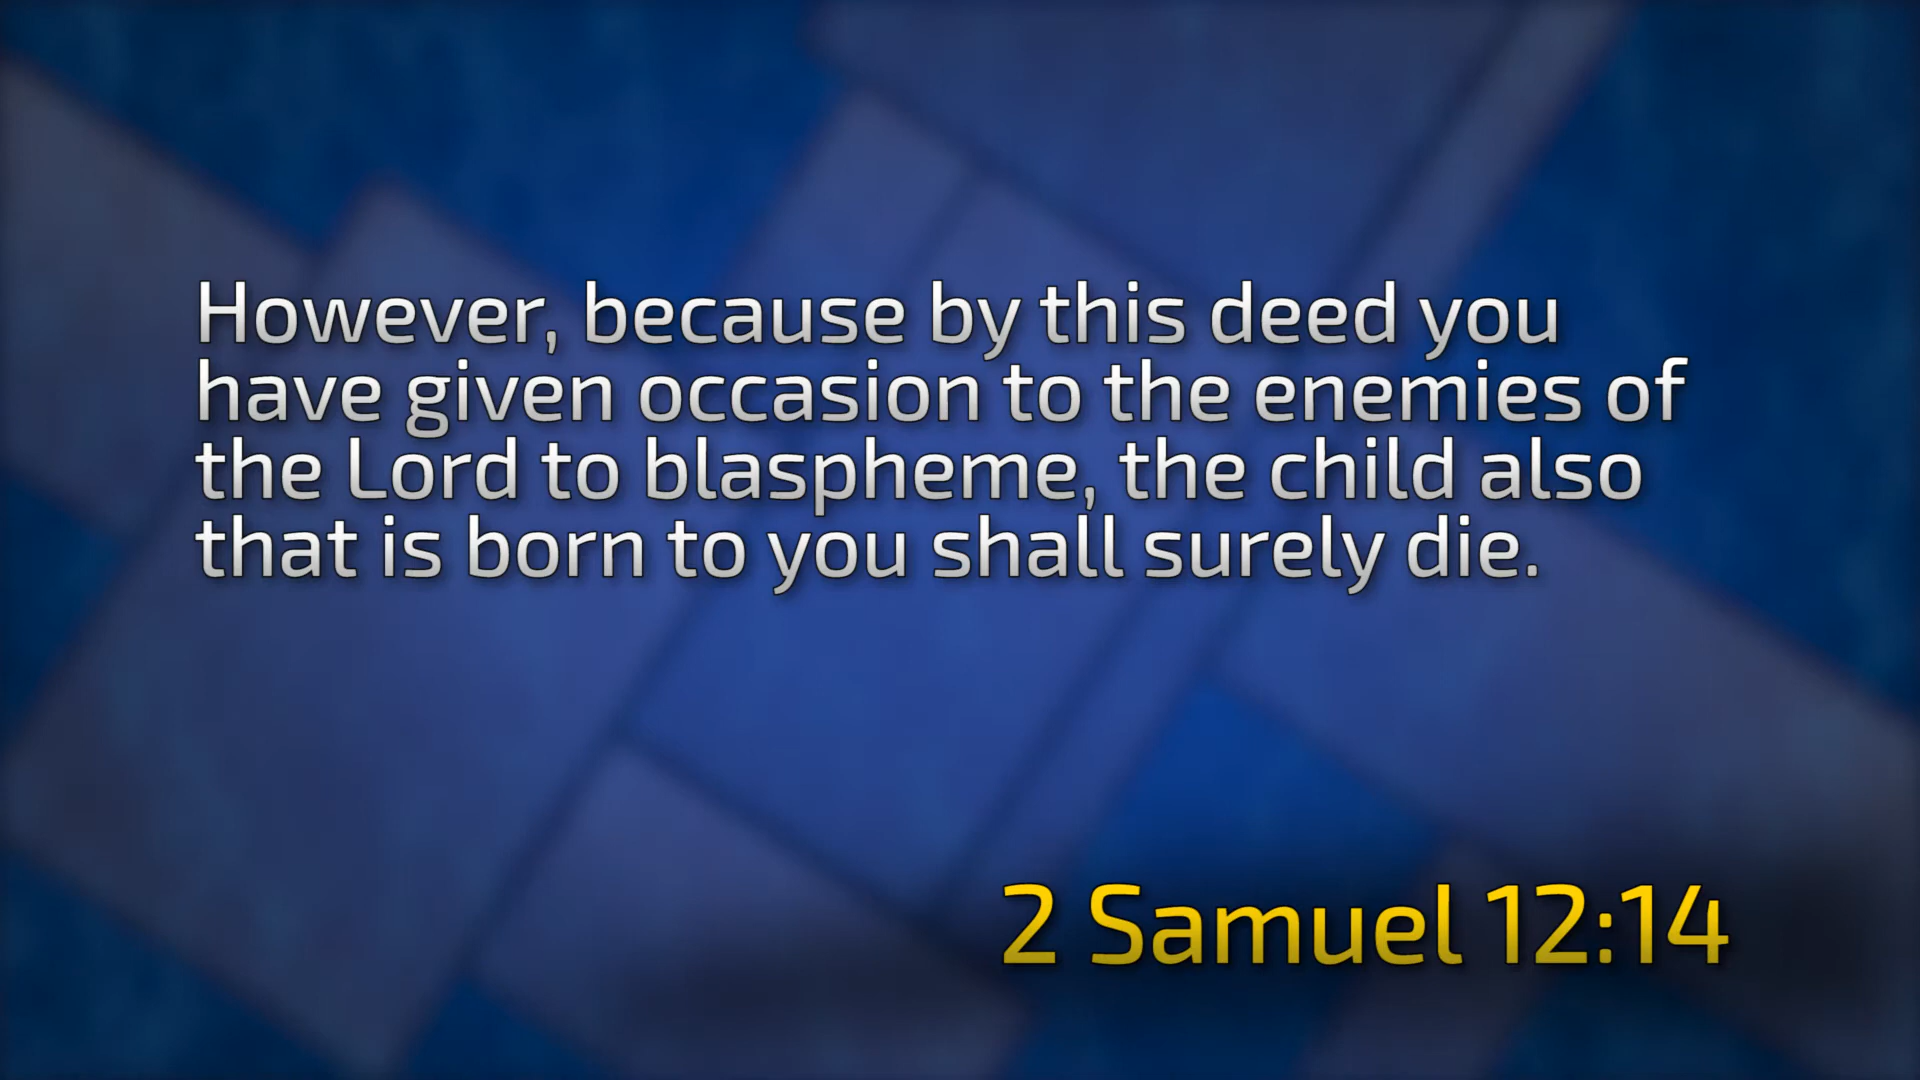 However, because by this deed you
have given occasion to the enemies of
the Lord to blaspheme, the child also
that is born to you shall surely die.
2 Samuel 12:14